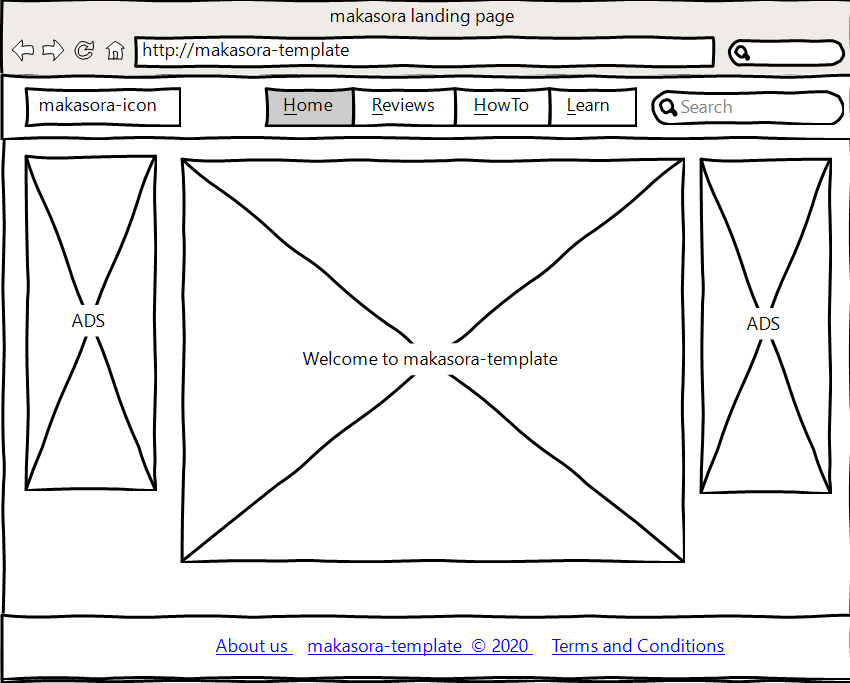 makasora landing page
http://makasora-template
makasora-icon Home Reviews HowTo Learn Search
ADS
Welcome to makasora-template
ADS
About us makasora-template © 2020 Terms and Conditions